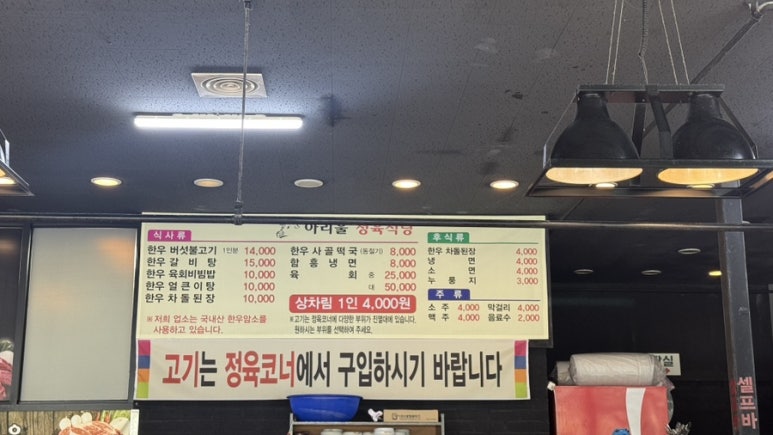 아리울 정육식당
식사류
한우 버섯불고기 1인분 14,000
한우 갈비탕 15,000
한우 육회비빔밥 10,000
한우 얼큰이탕 10,000
한우 차돌된장 10,000
※ 저희 업소는 국내산 한우암소를
사용하고 있습니다.
한우사골떡국 (동절기) 8,000
함흥냉면 8,000
육회 중 25,000
대 50,000
상차림 1인 4,000원
※고기는 정육코너에 다양한 부위가 진열돼에 있습니다.
원하시는 부위를 선택하여 주세요.
후식류
한우 차돌된장 4,000
냉면 4,000
소면 4,000
누룽지 3,000
주류
소주 4,000 막걸리 4,000
맥주 4,000 음료수 2,000
고기는 정육코너에서 구입하시기 바랍니다
셀프바